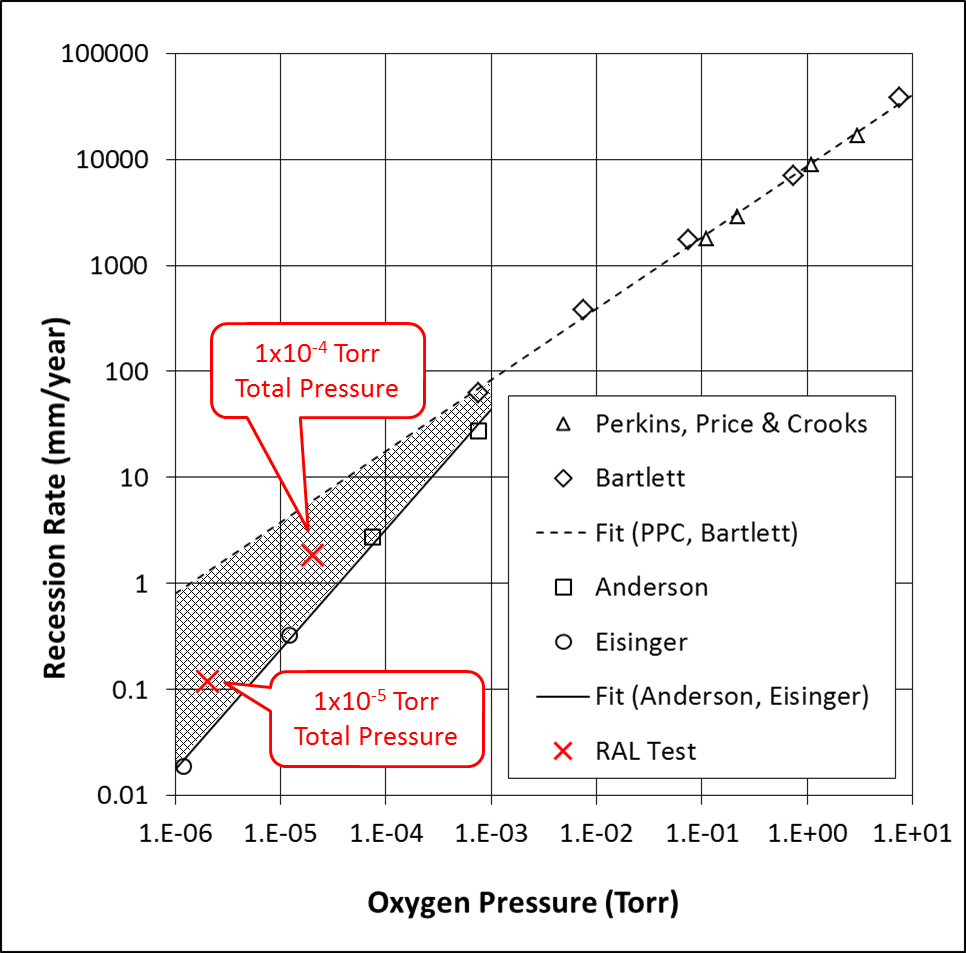 100000
10000
1000
100
10
1
0.1
0.01
Recession Rate (mm/year)
1x10⁻⁴ Torr
Total Pressure
1x10⁻⁵ Torr
Total Pressure
Perkins, Price & Crooks
Bartlett
Fit (PPC, Bartlett)
Anderson
Eisinger
Fit (Anderson, Eisinger)
RAL Test
1.E-06 1.E-05 1.E-04 1.E-03 1.E-02 1.E-01 1.E+00 1.E+01
Oxygen Pressure (Torr)